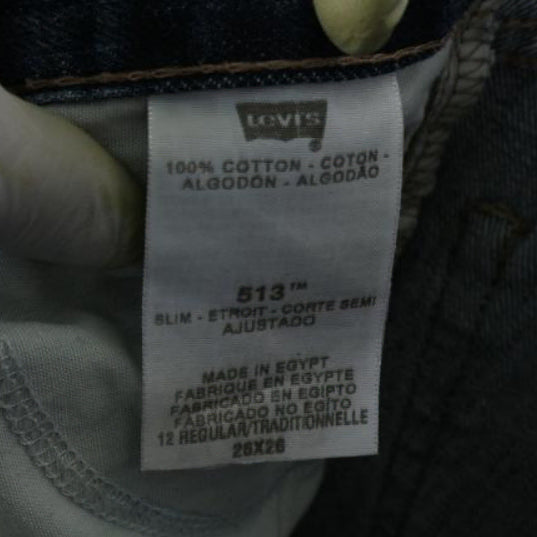 LEVI'S
®
100% COTTON - COTON -
ALGODÓN - ALGODÃO
513™
SLIM - ETROIT - CORTE SEMI
AJUSTADO
MADE IN EGYPT
FABRIQUE EN EGYPTE
FABRICADO EN EGIPTO
FABRICADO NO EGITO
12 REGULAR/TRADITIONNELLE
26X26